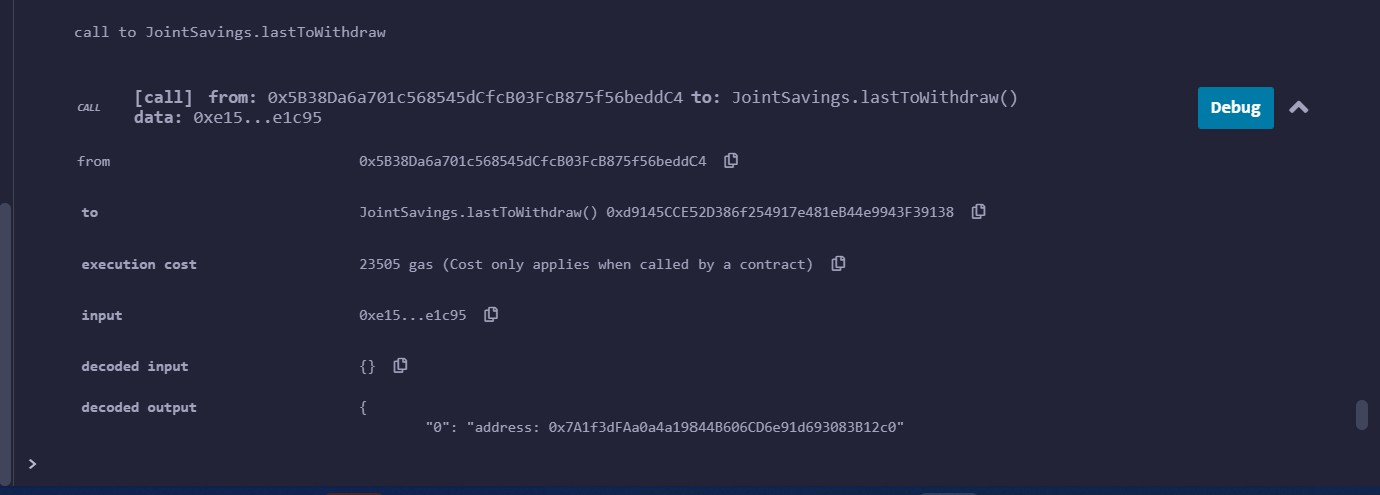 call to JointSavings.lastToWithdraw
CALL
[call] from: 0x5B38Da6a701c568545dCfcB03FcB875f56beddC4 to: JointSavings.lastToWithdraw()
data: 0xe15...e1c95
Debug
from 0x5B38Da6a701c568545dCfcB03FcB875f56beddC4
to JointSavings.lastToWithdraw() 0xd9145CCE52D386f254917e481eB44e9943F39138
execution cost 23505 gas (Cost only applies when called by a contract)
input 0xe15...e1c95
decoded input {}
decoded output {
"0": "address: 0x7A1f3dFAa0a4a19844B606CD6e91d693083B12c0"
>